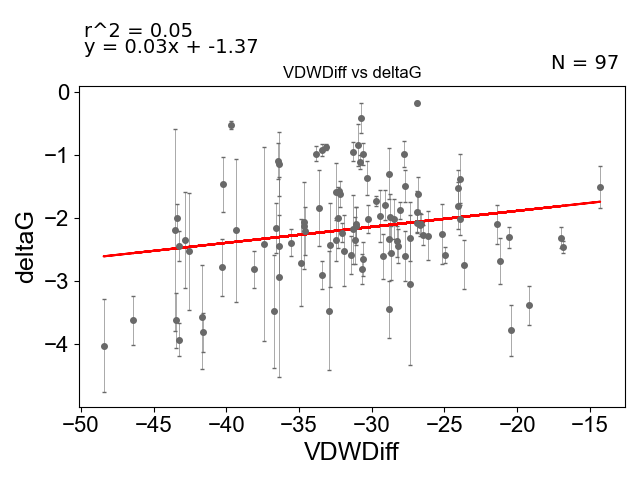 r^2 = 0.05
y = 0.03x + -1.37
N = 97
VDWDiff vs deltaG
deltaG
0
−1
−2
−3
−4
−50
−45
−40
−35
−30
−25
−20
−15
VDWDiff